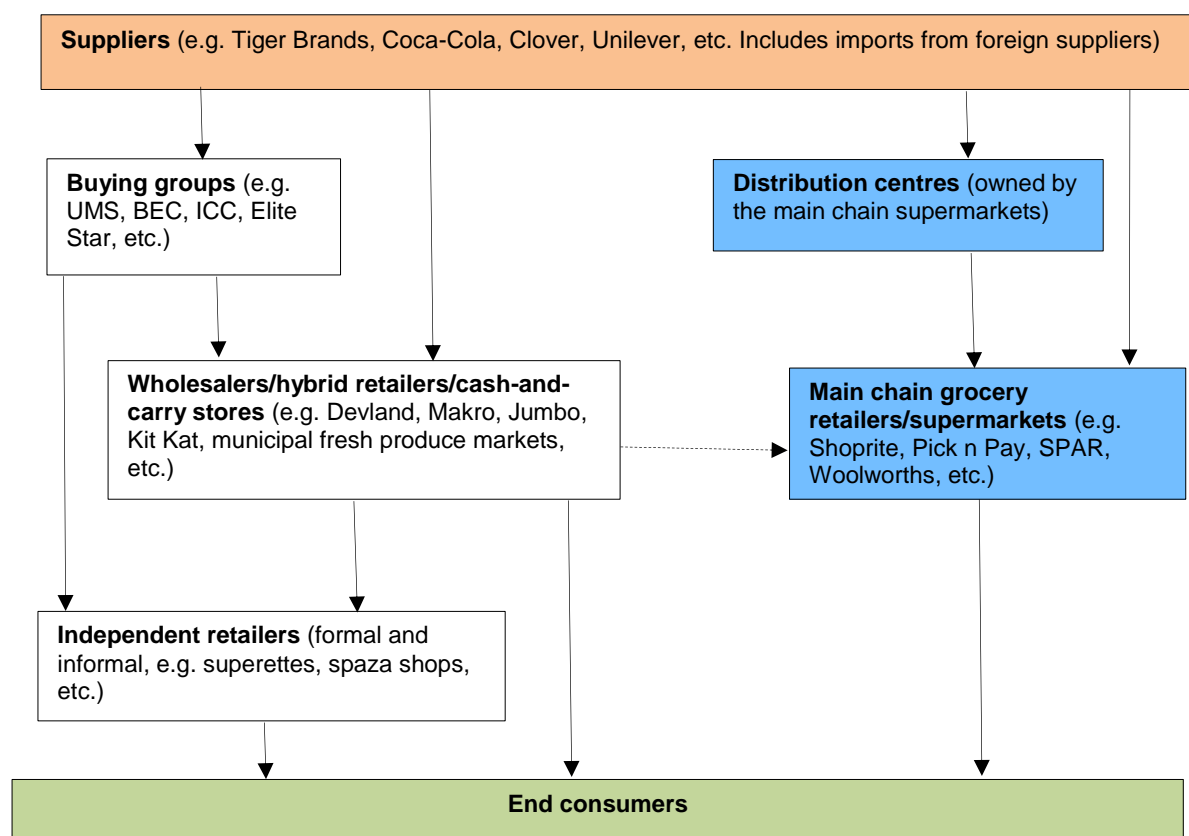 Suppliers (e.g. Tiger Brands, Coca-Cola, Clover, Unilever, etc. Includes imports from foreign suppliers)
Buying groups (e.g.
UMS, BEC, ICC, Elite
Star, etc.)
Distribution centres (owned by
the main chain supermarkets)
Wholesalers/hybrid retailers/cash-and-
carry stores (e.g. Devland, Makro, Jumbo,
Kit Kat, municipal fresh produce markets,
etc.)
Main chain grocery
retailers/supermarkets (e.g.
Shoprite, Pick n Pay, SPAR,
Woolworths, etc.)
Independent retailers (formal and
informal, e.g. superettes, spaza shops,
etc.)
End consumers